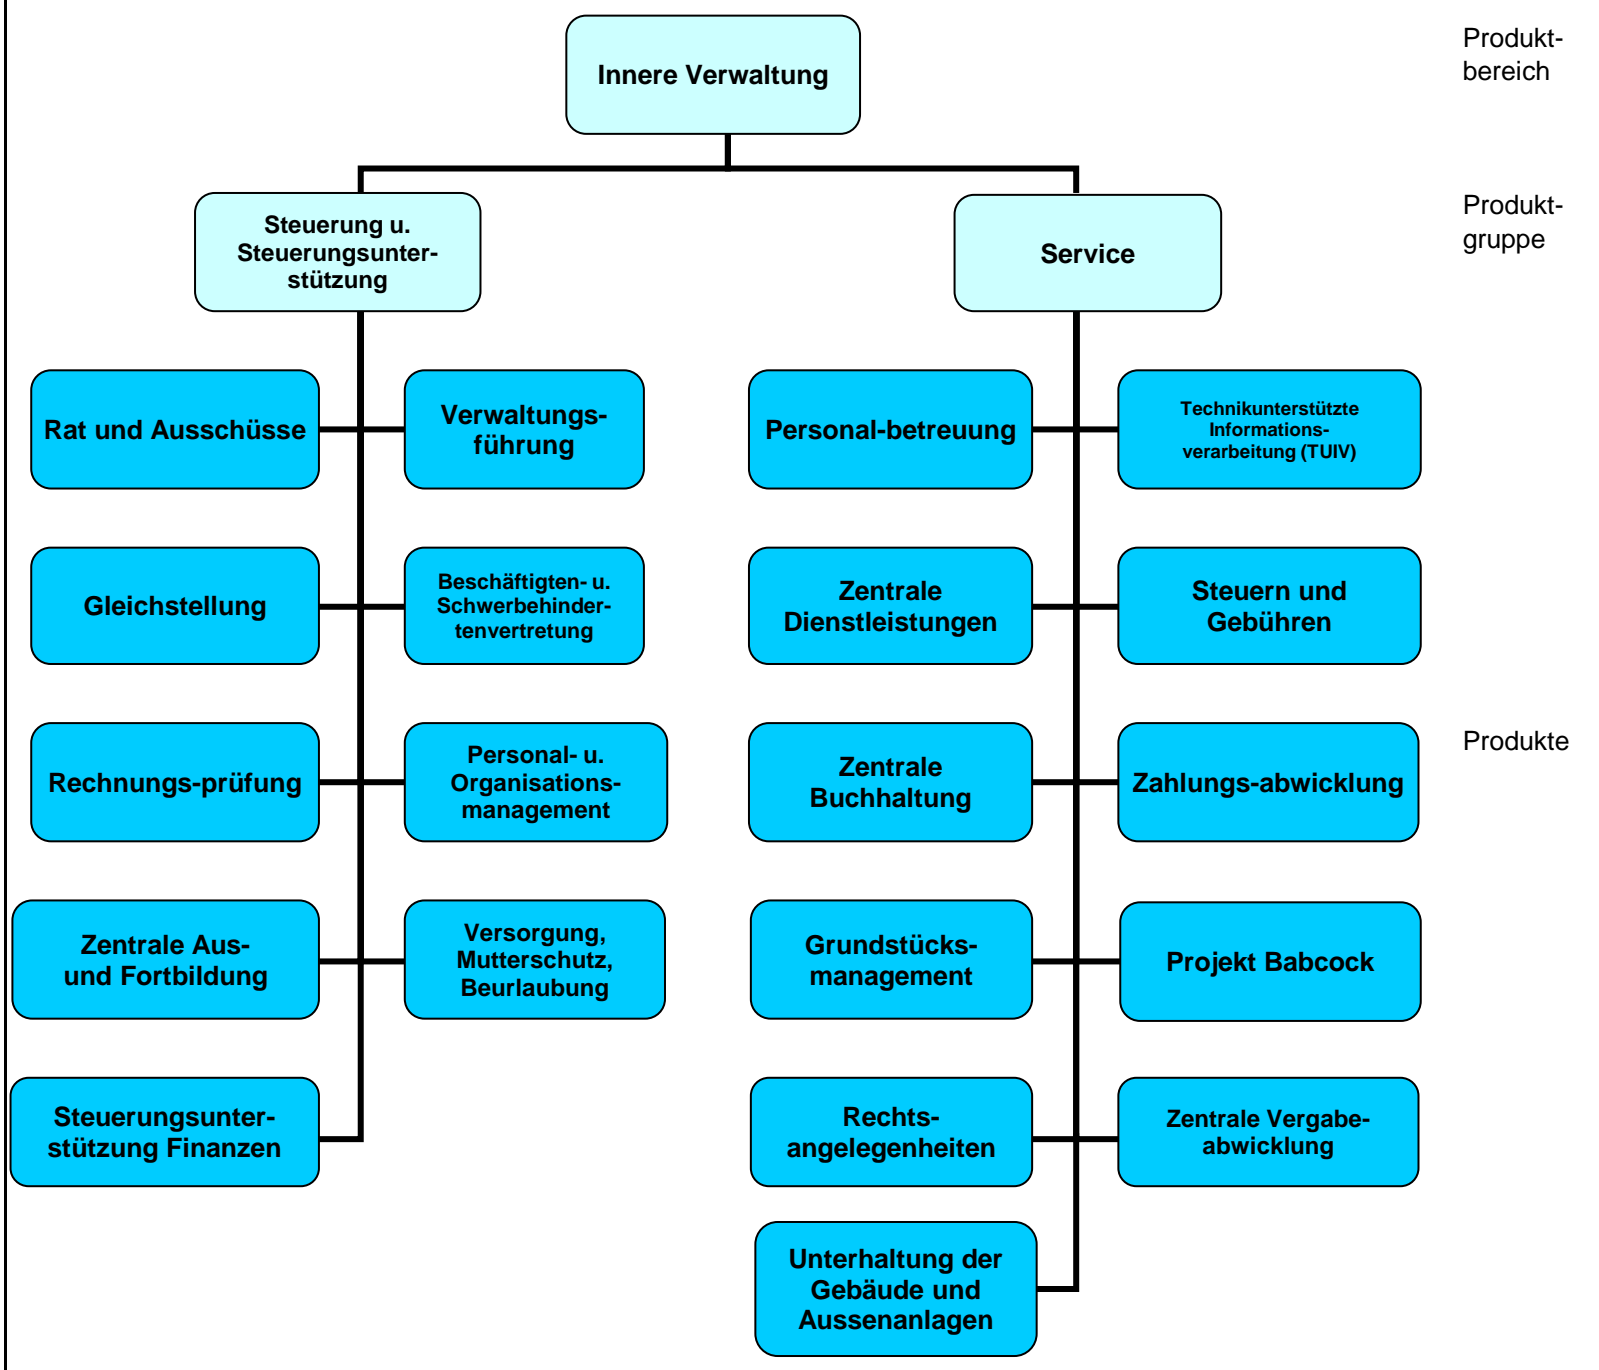 Innere Verwaltung
Produkt-
bereich
Steuerung u.
Steuerungsunter-
stützung
Service
Produkt-
gruppe
Rat und Ausschüsse
Verwaltungs-
führung
Personal-betreuung
Technikunterstützte
Informations-
verarbeitung (TUIV)
Gleichstellung
Beschäftigten- u.
Schwerbehinder-
tenvertretung
Zentrale
Dienstleistungen
Steuern und
Gebühren
Rechnungs-prüfung
Personal- u.
Organisations-
management
Zentrale
Buchhaltung
Zahlungs-abwicklung
Produkte
Zentrale Aus-
und Fortbildung
Versorgung,
Mutterschutz,
Beurlaubung
Grundstücks-
management
Projekt Babcock
Steuerungsunter-
stützung Finanzen
Rechts-
angelegenheiten
Zentrale Vergabe-
abwicklung
Unterhaltung der
Gebäude und
Aussenanlagen